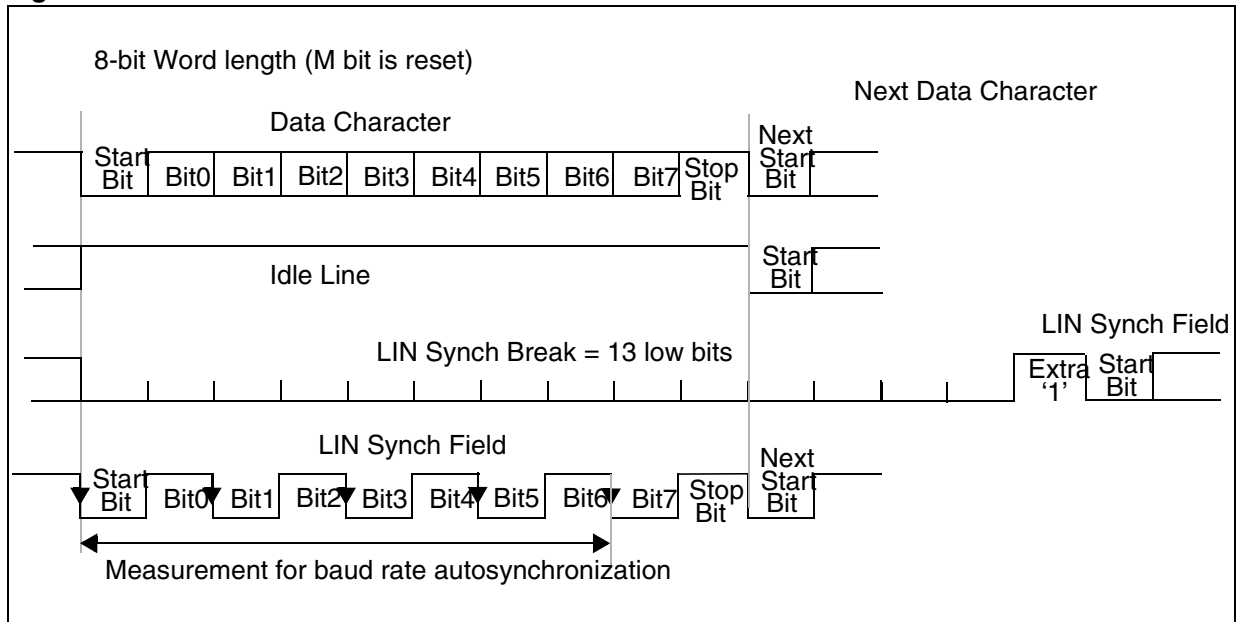 8-bit Word length (M bit is reset)
Next Data Character
Data Character
Start Bit
Bit0
Bit1
Bit2
Bit3
Bit4
Bit5
Bit6
Bit7
Stop Bit
Next Start Bit
Idle Line
Start Bit
LIN Synch Field
LIN Synch Break = 13 low bits
Extra '1'
Start Bit
LIN Synch Field
Start Bit
Bit0
Bit1
Bit2
Bit3
Bit4
Bit5
Bit6
Bit7
Stop Bit
Next Start Bit
Measurement for baud rate autosynchronization